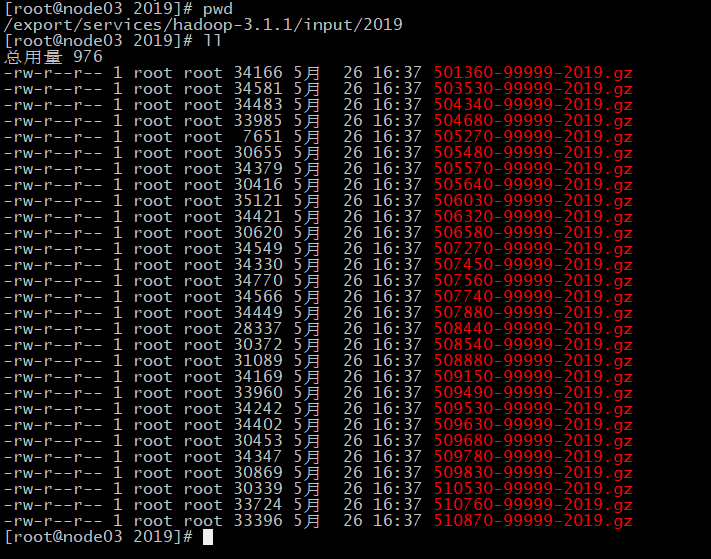 [root@node03 2019]# pwd
/export/services/hadoop-3.1.1/input/2019
[root@node03 2019]# ll
总用量 976
-rw-r--r-- 1 root root 34166 5月  26 16:37 501360-99999-2019.gz
-rw-r--r-- 1 root root 34581 5月  26 16:37 503530-99999-2019.gz
-rw-r--r-- 1 root root 34483 5月  26 16:37 504340-99999-2019.gz
-rw-r--r-- 1 root root 33985 5月  26 16:37 504680-99999-2019.gz
-rw-r--r-- 1 root root  7651 5月  26 16:37 505270-99999-2019.gz
-rw-r--r-- 1 root root 30655 5月  26 16:37 505480-99999-2019.gz
-rw-r--r-- 1 root root 34379 5月  26 16:37 505570-99999-2019.gz
-rw-r--r-- 1 root root 30416 5月  26 16:37 505640-99999-2019.gz
-rw-r--r-- 1 root root 35121 5月  26 16:37 506030-99999-2019.gz
-rw-r--r-- 1 root root 34421 5月  26 16:37 506320-99999-2019.gz
-rw-r--r-- 1 root root 30620 5月  26 16:37 506580-99999-2019.gz
-rw-r--r-- 1 root root 34549 5月  26 16:37 507270-99999-2019.gz
-rw-r--r-- 1 root root 34330 5月  26 16:37 507450-99999-2019.gz
-rw-r--r-- 1 root root 34770 5月  26 16:37 507560-99999-2019.gz
-rw-r--r-- 1 root root 34566 5月  26 16:37 507740-99999-2019.gz
-rw-r--r-- 1 root root 34449 5月  26 16:37 507880-99999-2019.gz
-rw-r--r-- 1 root root 28337 5月  26 16:37 508440-99999-2019.gz
-rw-r--r-- 1 root root 30372 5月  26 16:37 508540-99999-2019.gz
-rw-r--r-- 1 root root 31089 5月  26 16:37 508880-99999-2019.gz
-rw-r--r-- 1 root root 34169 5月  26 16:37 509150-99999-2019.gz
-rw-r--r-- 1 root root 33960 5月  26 16:37 509490-99999-2019.gz
-rw-r--r-- 1 root root 34242 5月  26 16:37 509530-99999-2019.gz
-rw-r--r-- 1 root root 34402 5月  26 16:37 509630-99999-2019.gz
-rw-r--r-- 1 root root 30453 5月  26 16:37 509680-99999-2019.gz
-rw-r--r-- 1 root root 34347 5月  26 16:37 509780-99999-2019.gz
-rw-r--r-- 1 root root 30869 5月  26 16:37 509830-99999-2019.gz
-rw-r--r-- 1 root root 30339 5月  26 16:37 510530-99999-2019.gz
-rw-r--r-- 1 root root 33724 5月  26 16:37 510760-99999-2019.gz
-rw-r--r-- 1 root root 33396 5月  26 16:37 510870-99999-2019.gz
[root@node03 2019]#